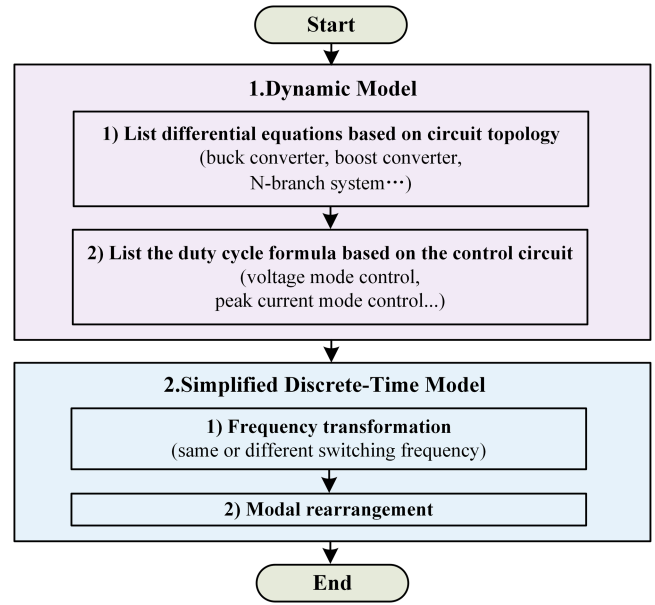 Start
1.Dynamic Model
1) List differential equations based on circuit topology
(buck converter, boost converter,
N-branch system⋯)
2) List the duty cycle formula based on the control circuit
(voltage mode control,
peak current mode control...)
2.Simplified Discrete-Time Model
1) Frequency transformation
(same or different switching frequency)
2) Modal rearrangement
End